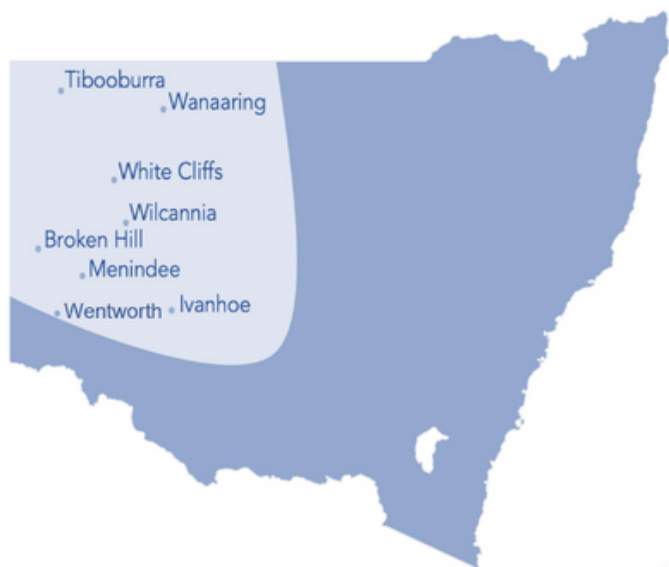 Tibooburra
Wanaaring
White Cliffs
Wilcannia
Broken Hill
Menindee
Wentworth
Ivanhoe